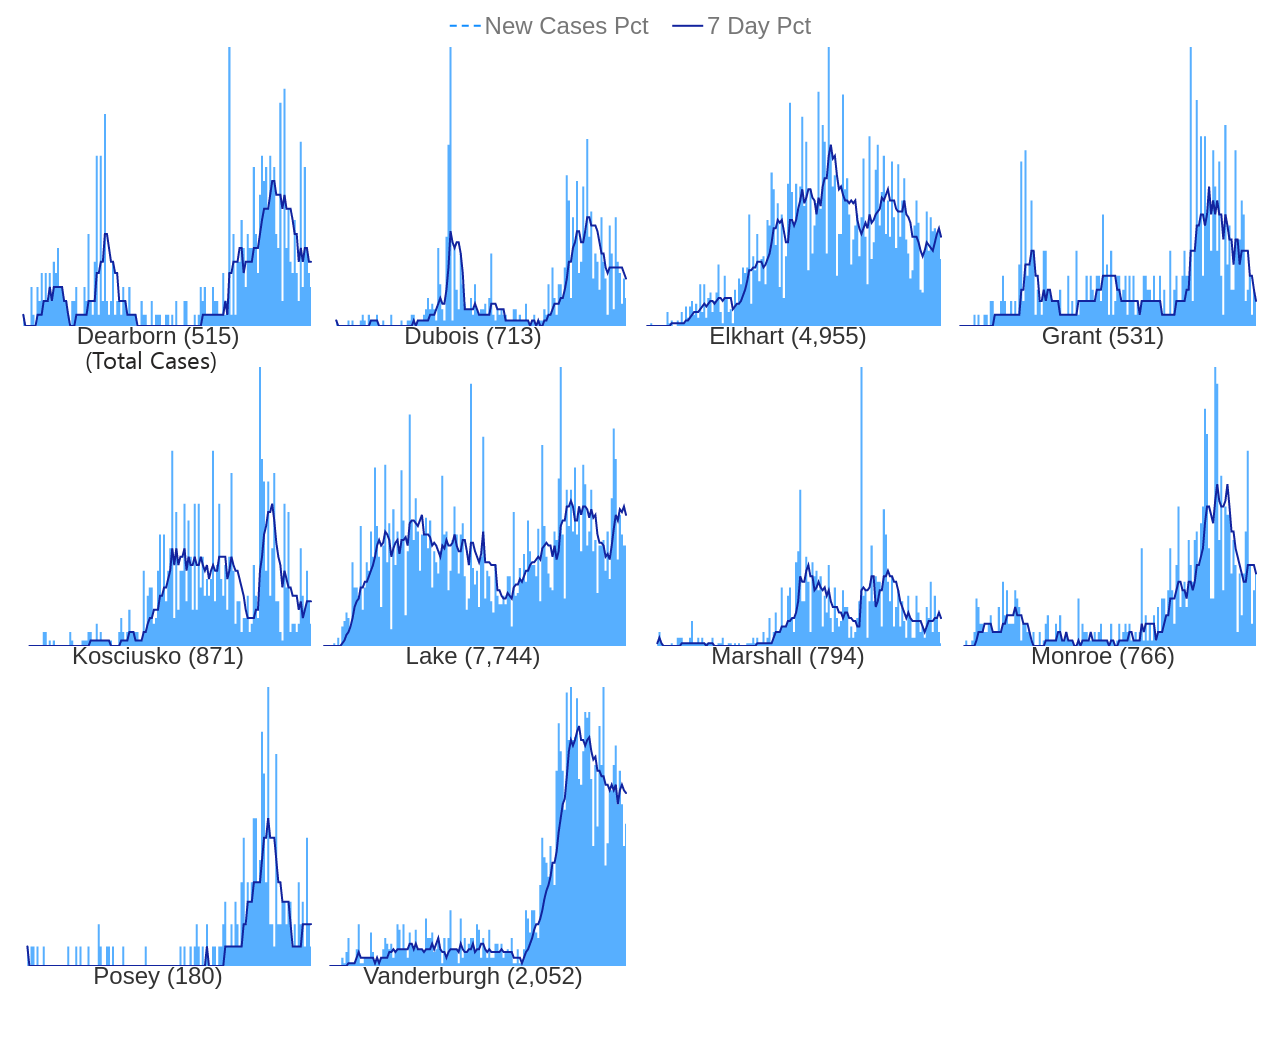 New Cases Pct 7 Day Pct
Dearborn (515) Dubois (713) Elkhart (4,955) Grant (531)
(Total Cases)
Kosciusko (871) Lake (7,744) Marshall (794) Monroe (766)
Posey (180) Vanderburgh (2,052)